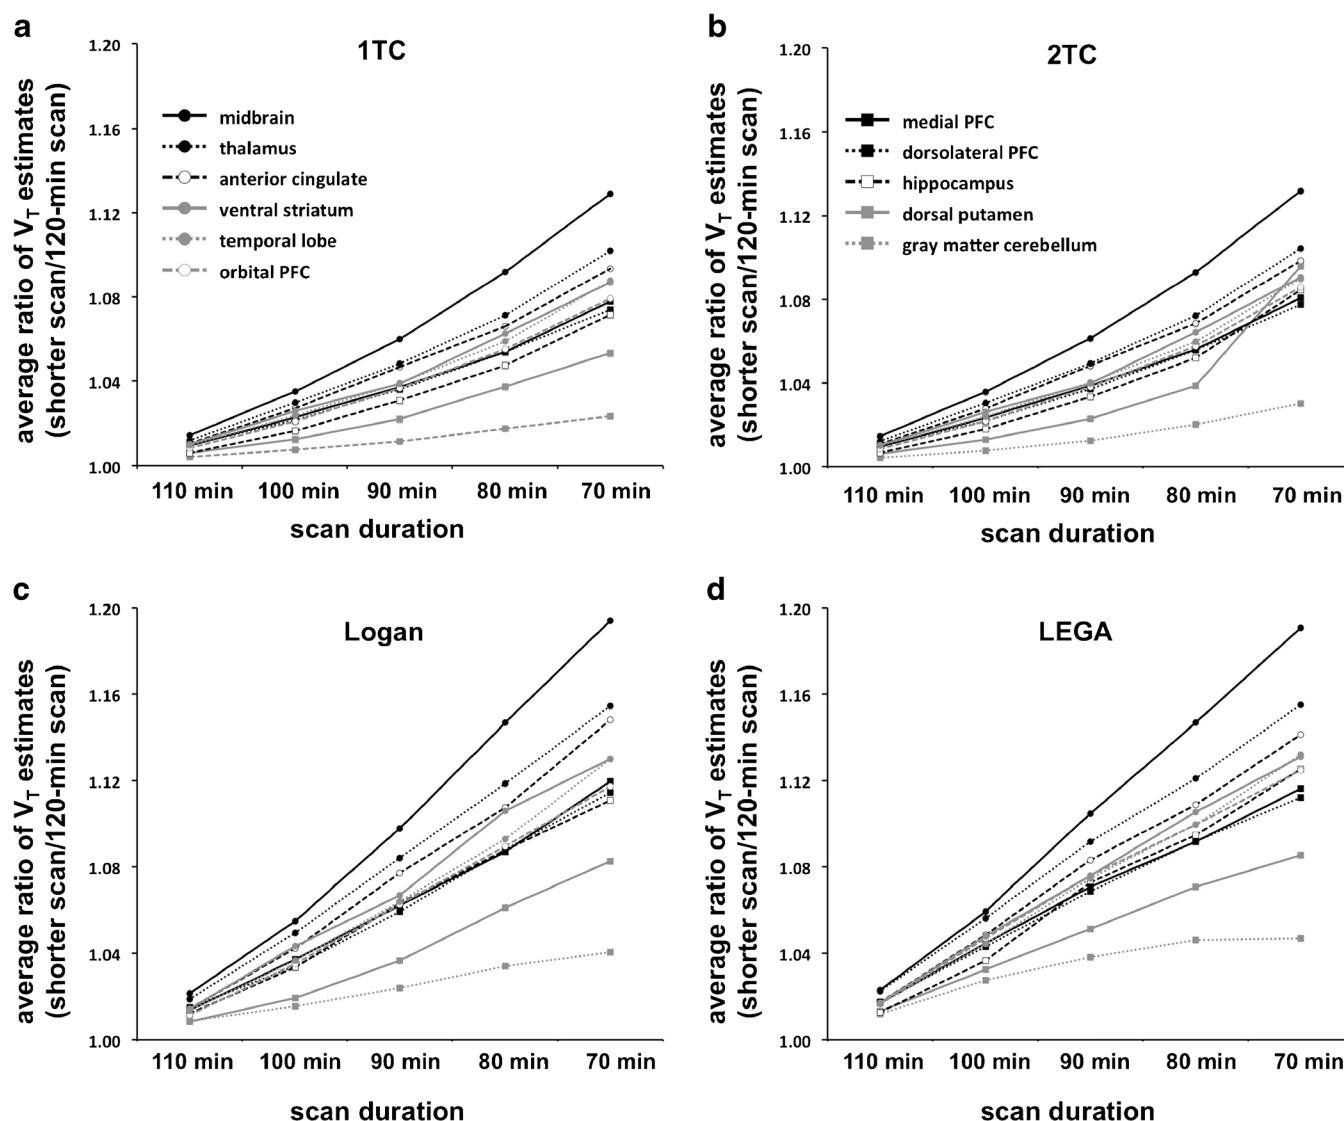 a
1TC
average ratio of VT estimates
(shorter scan/120-min scan)
1.20
1.16
1.12
1.08
1.04
1.00
midbrain
thalamus
anterior cingulate
ventral striatum
temporal lobe
orbital PFC
110 min 100 min 90 min 80 min 70 min
scan duration
b
2TC
average ratio of VT estimates
(shorter scan/120-min scan)
1.20
1.16
1.12
1.08
1.04
1.00
medial PFC
dorsolateral PFC
hippocampus
dorsal putamen
gray matter cerebellum
110 min 100 min 90 min 80 min 70 min
scan duration
c
Logan
average ratio of VT estimates
(shorter scan/120-min scan)
1.20
1.16
1.12
1.08
1.04
1.00
110 min 100 min 90 min 80 min 70 min
scan duration
d
LEGA
average ratio of VT estimates
(shorter scan/120-min scan)
1.20
1.16
1.12
1.08
1.04
1.00
110 min 100 min 90 min 80 min 70 min
scan duration